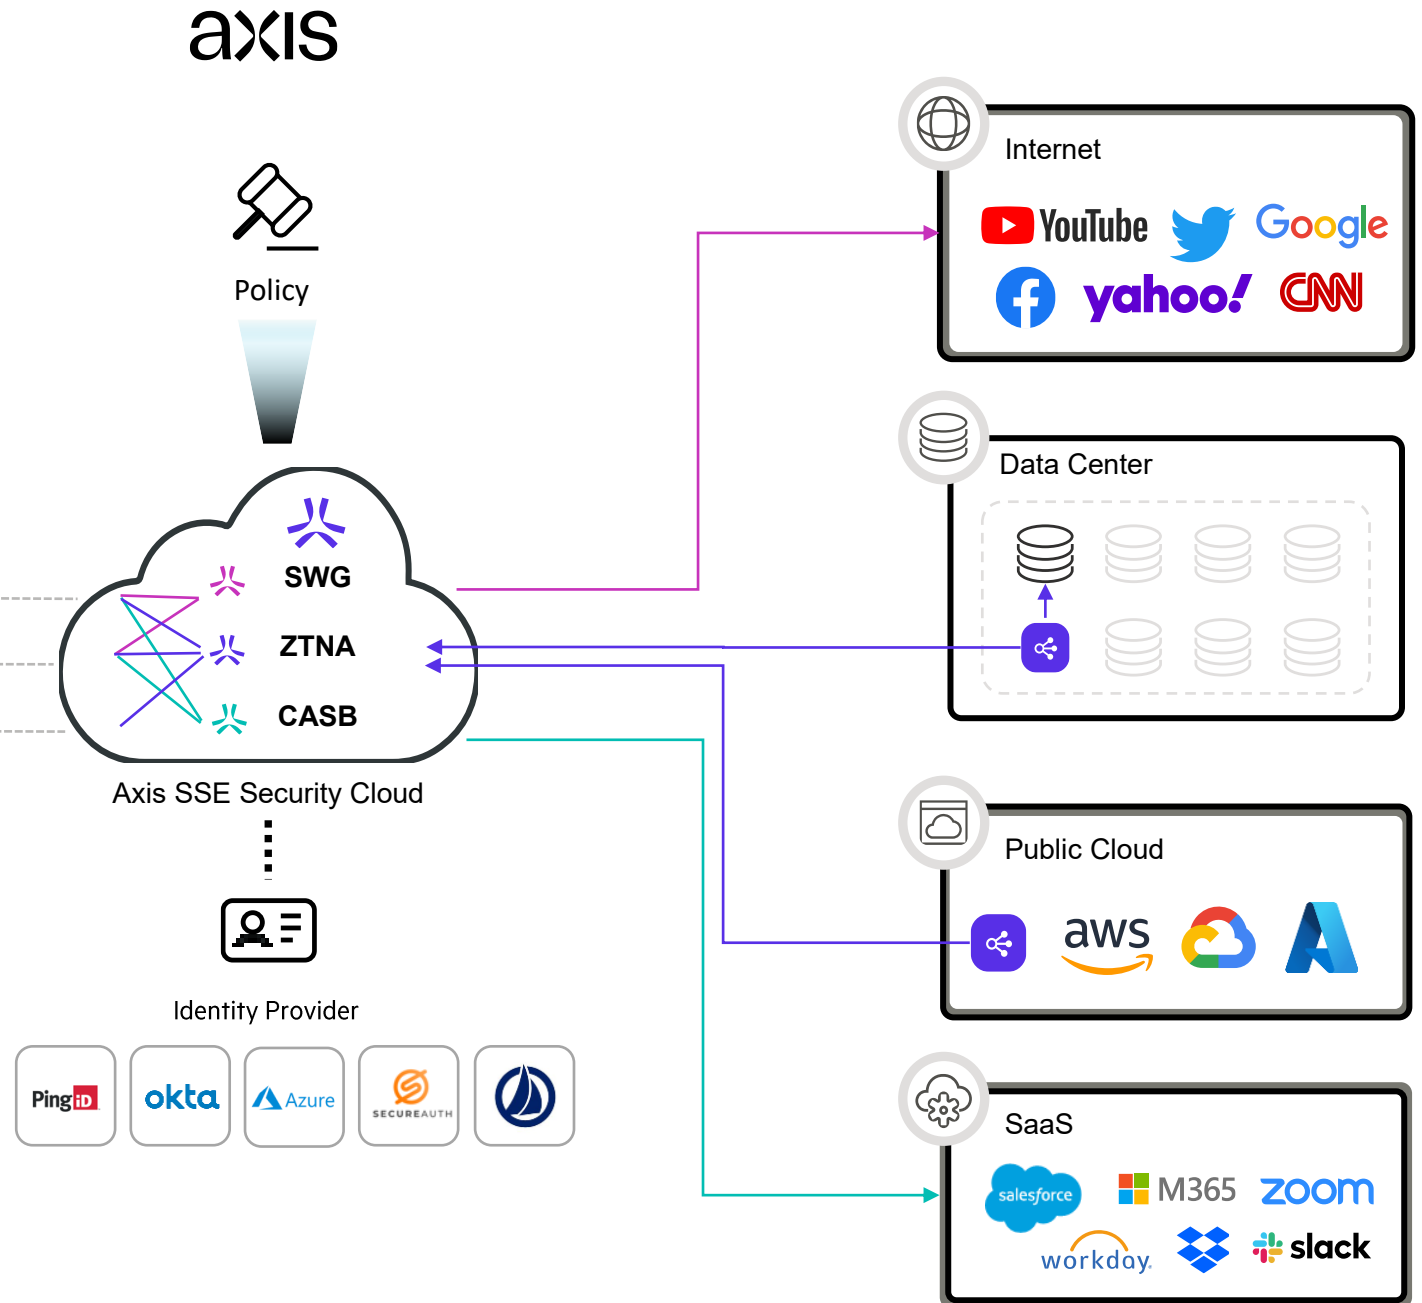 axis
Policy
SWG
ZTNA
CASB
Axis SSE Security Cloud
Identity Provider
PingiD
okta
Azure
SECUREAUTH
Internet
YouTube
Google
yahoo!
CNN
Data Center
Public Cloud
aws
SaaS
salesforce
M365
zoom
workday.
slack